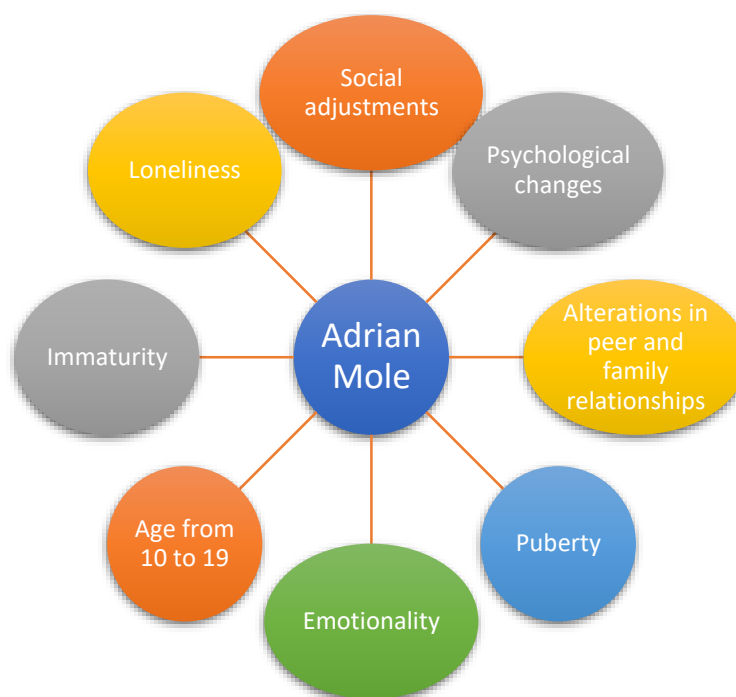 Social
adjustments
Psychological
changes
Alterations in
peer and
family
relationships
Puberty
Emotionality
Age from
10 to 19
Immaturity
Loneliness
Adrian
Mole